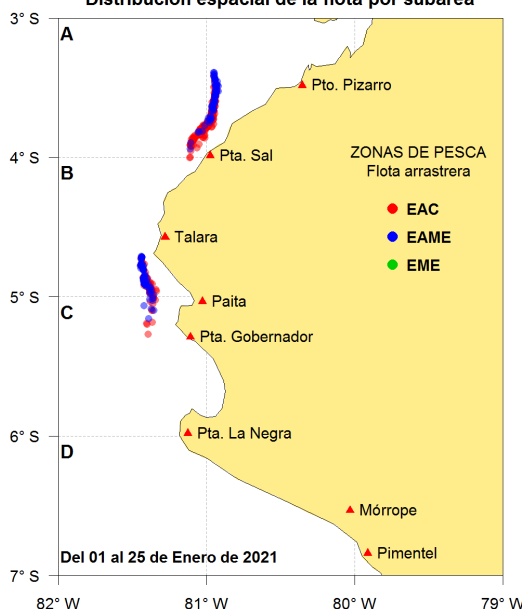 Distribución espacial de la flota por subárea
3° S
A
Pto. Pizarro
4° S
Pta. Sal
ZONAS DE PESCA
B
Flota arrastrera
EAC
Talara
EAME
EME
5° S
Paita
C
Pta. Gobernador
6° S
Pta. La Negra
D
Mórrope
Del 01 al 25 de Enero de 2021
Pimentel
7° S
82° W
81° W
80° W
79° W